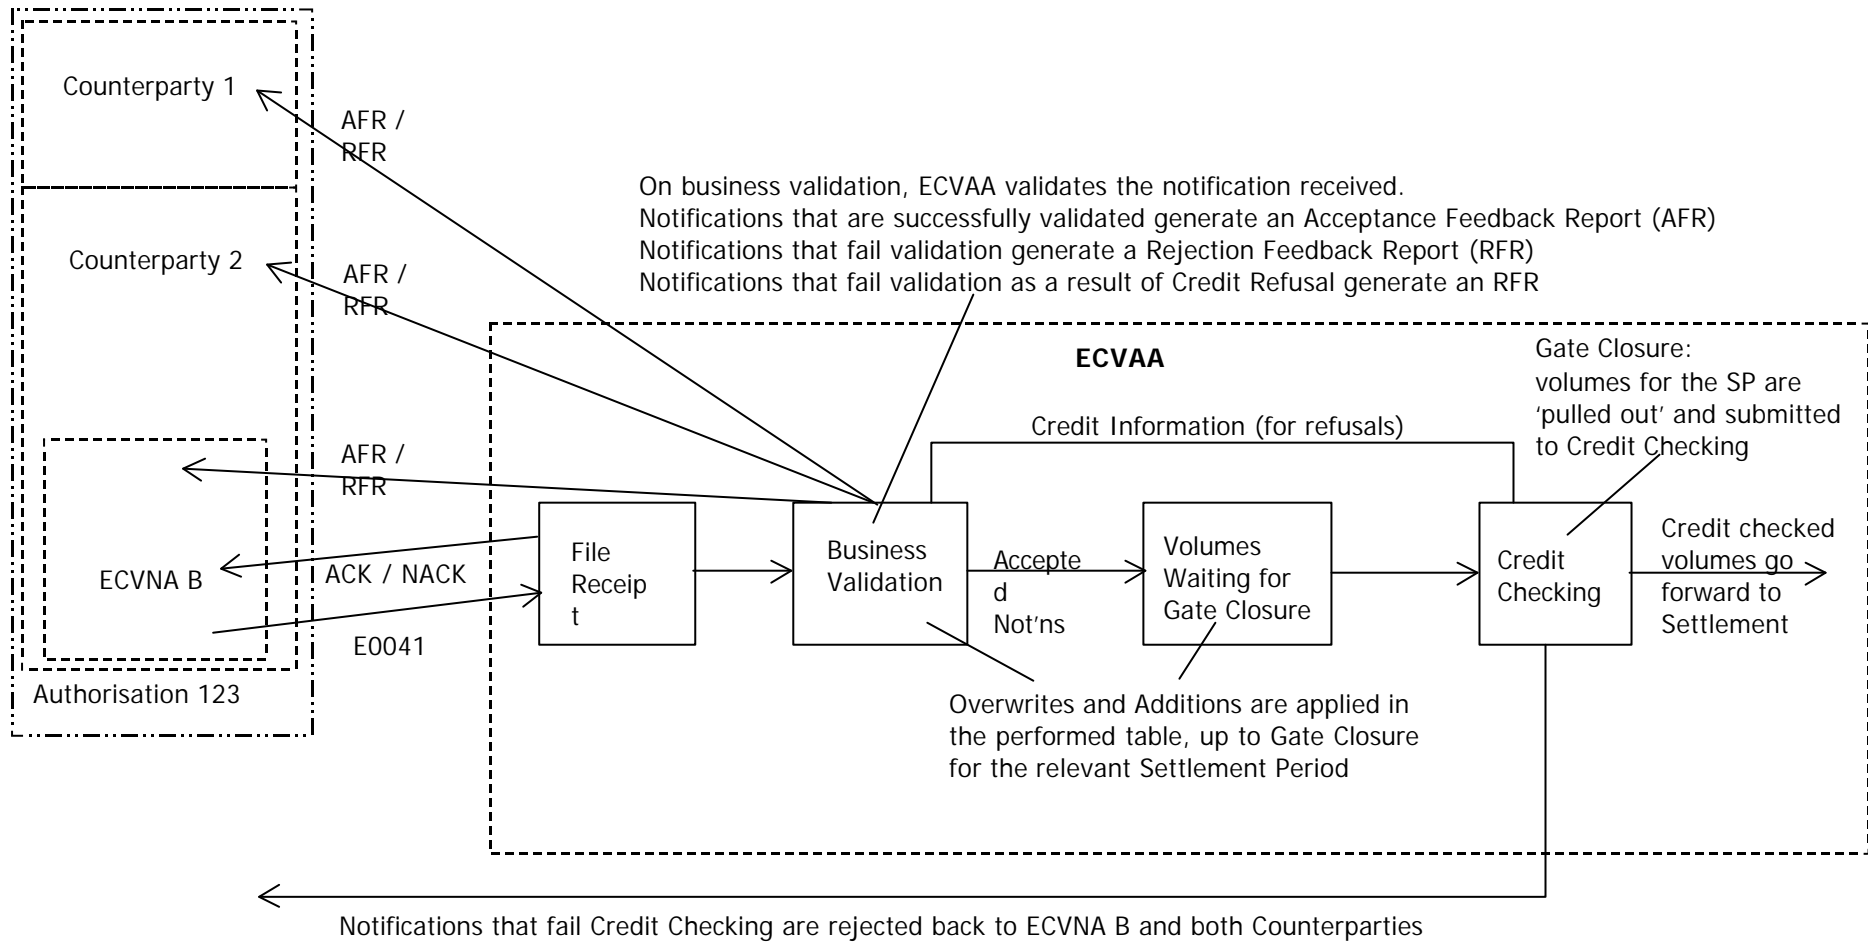 Counterparty 1
AFR /
RFR
On business validation, ECVAA validates the notification received.
Notifications that are successfully validated generate an Acceptance Feedback Report (AFR)
Notifications that fail validation generate a Rejection Feedback Report (RFR)
Notifications that fail validation as a result of Credit Refusal generate an RFR
Counterparty 2
AFR /
RFR
ECVAA
Gate Closure:
volumes for the SP are
‘pulled out’ and submitted
to Credit Checking
Credit Information (for refusals)
AFR /
RFR
ECVNA B
ACK / NACK
E0041
File
Receip
t
Business
Validation
Accepte
d
Not’ns
Volumes
Waiting for
Gate Closure
Credit
Checking
Credit checked
volumes go
forward to
Settlement
Authorisation 123
Overwrites and Additions are applied in
the performed table, up to Gate Closure
for the relevant Settlement Period
Notifications that fail Credit Checking are rejected back to ECVNA B and both Counterparties